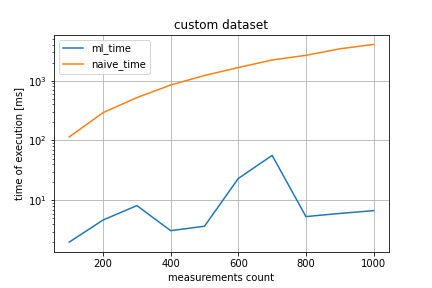 custom dataset
ml_time
naive_time
time of execution [ms]
10³
10²
10¹
200 400 600 800 1000
measurements count